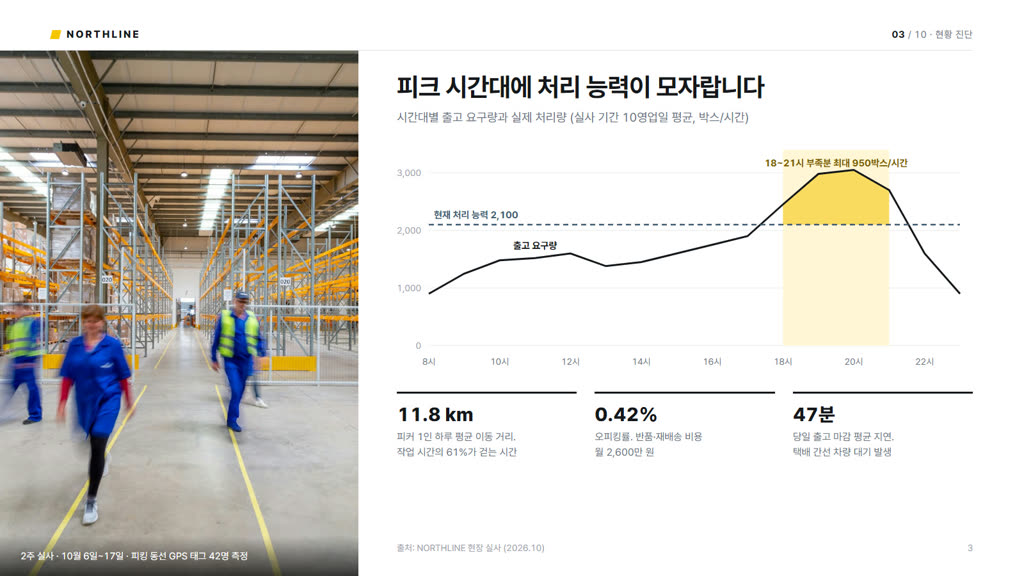 NORTHLINE
03 / 10 · 현황 진단
피크 시간대에 처리 능력이 모자랍니다
시간대별 출고 요구량과 실제 처리량 (실사 기간 10영업일 평균, 박스/시간)
18~21시 부족분 최대 950박스/시간
3,000
현재 처리 능력 2,100
2,000
출고 요구량
1,000
0
8시 10시 12시 14시 16시 18시 20시 22시
11.8 km
피커 1인 하루 평균 이동 거리.
작업 시간의 61%가 걷는 시간
0.42%
오피킹률. 반품·재배송 비용
월 2,600만 원
47분
당일 출고 마감 평균 지연.
택배 간선 차량 대기 발생
020
020
2주 실사 · 10월 6일~17일 · 피킹 동선 GPS 태그 42명 측정
출처: NORTHLINE 현장 실사 (2026.10)
3